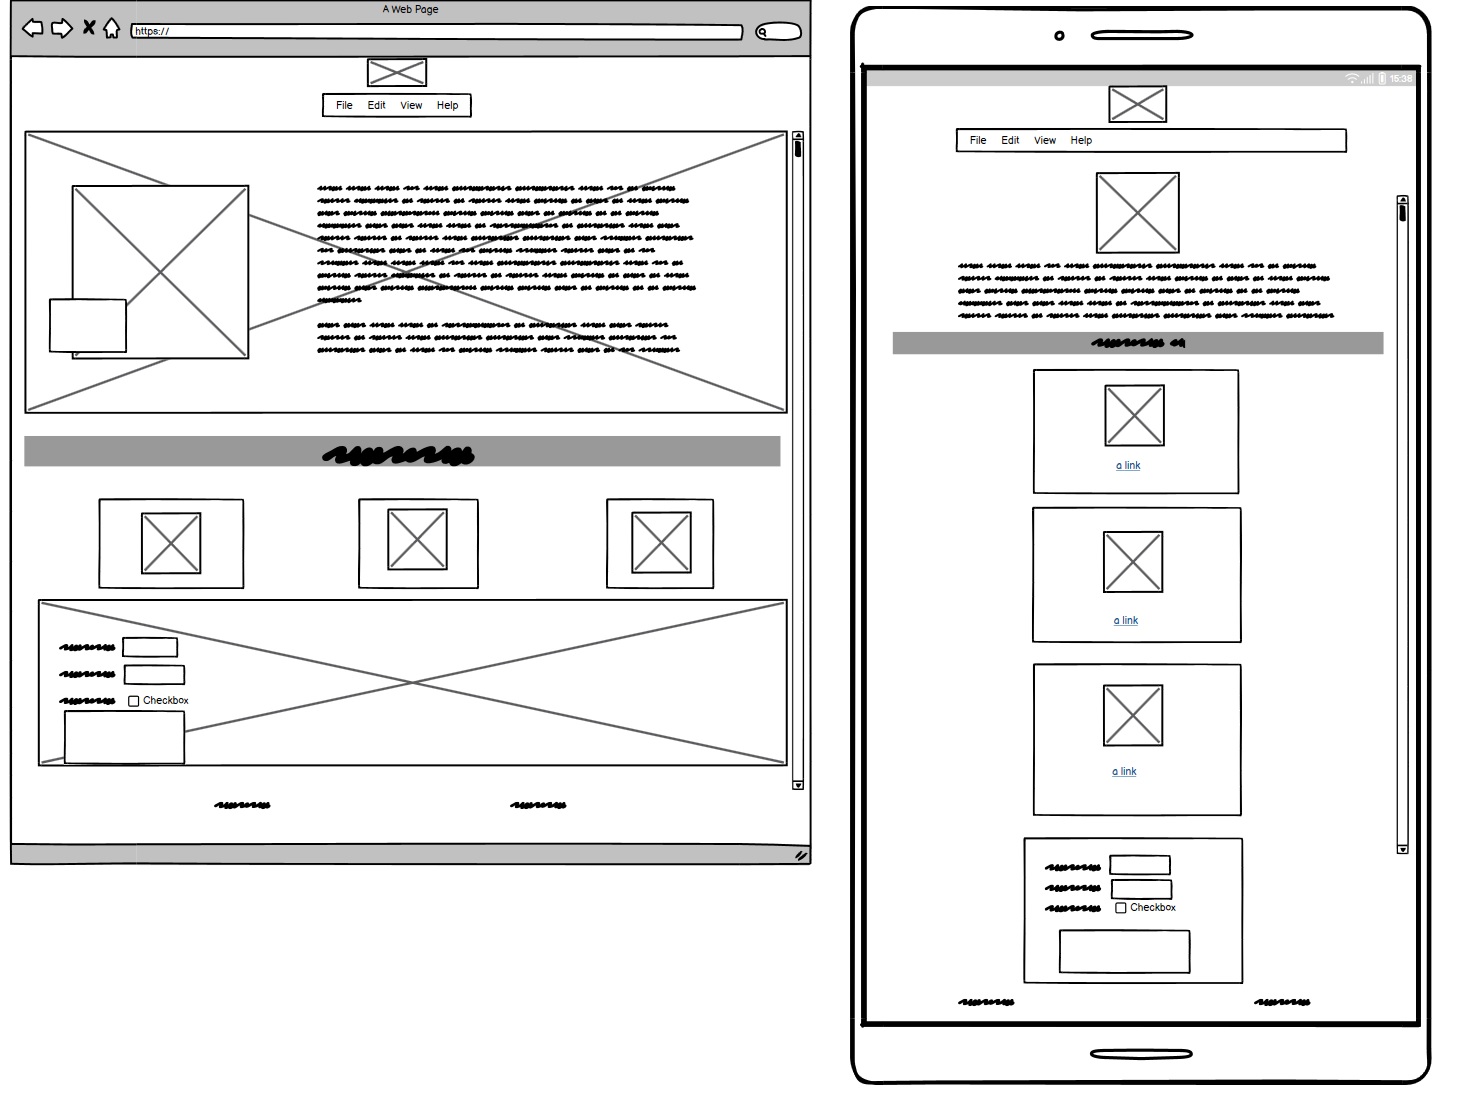 A Web Page
https://
File Edit View Help
Checkbox
15:38
File Edit View Help
a link
a link
a link
Checkbox